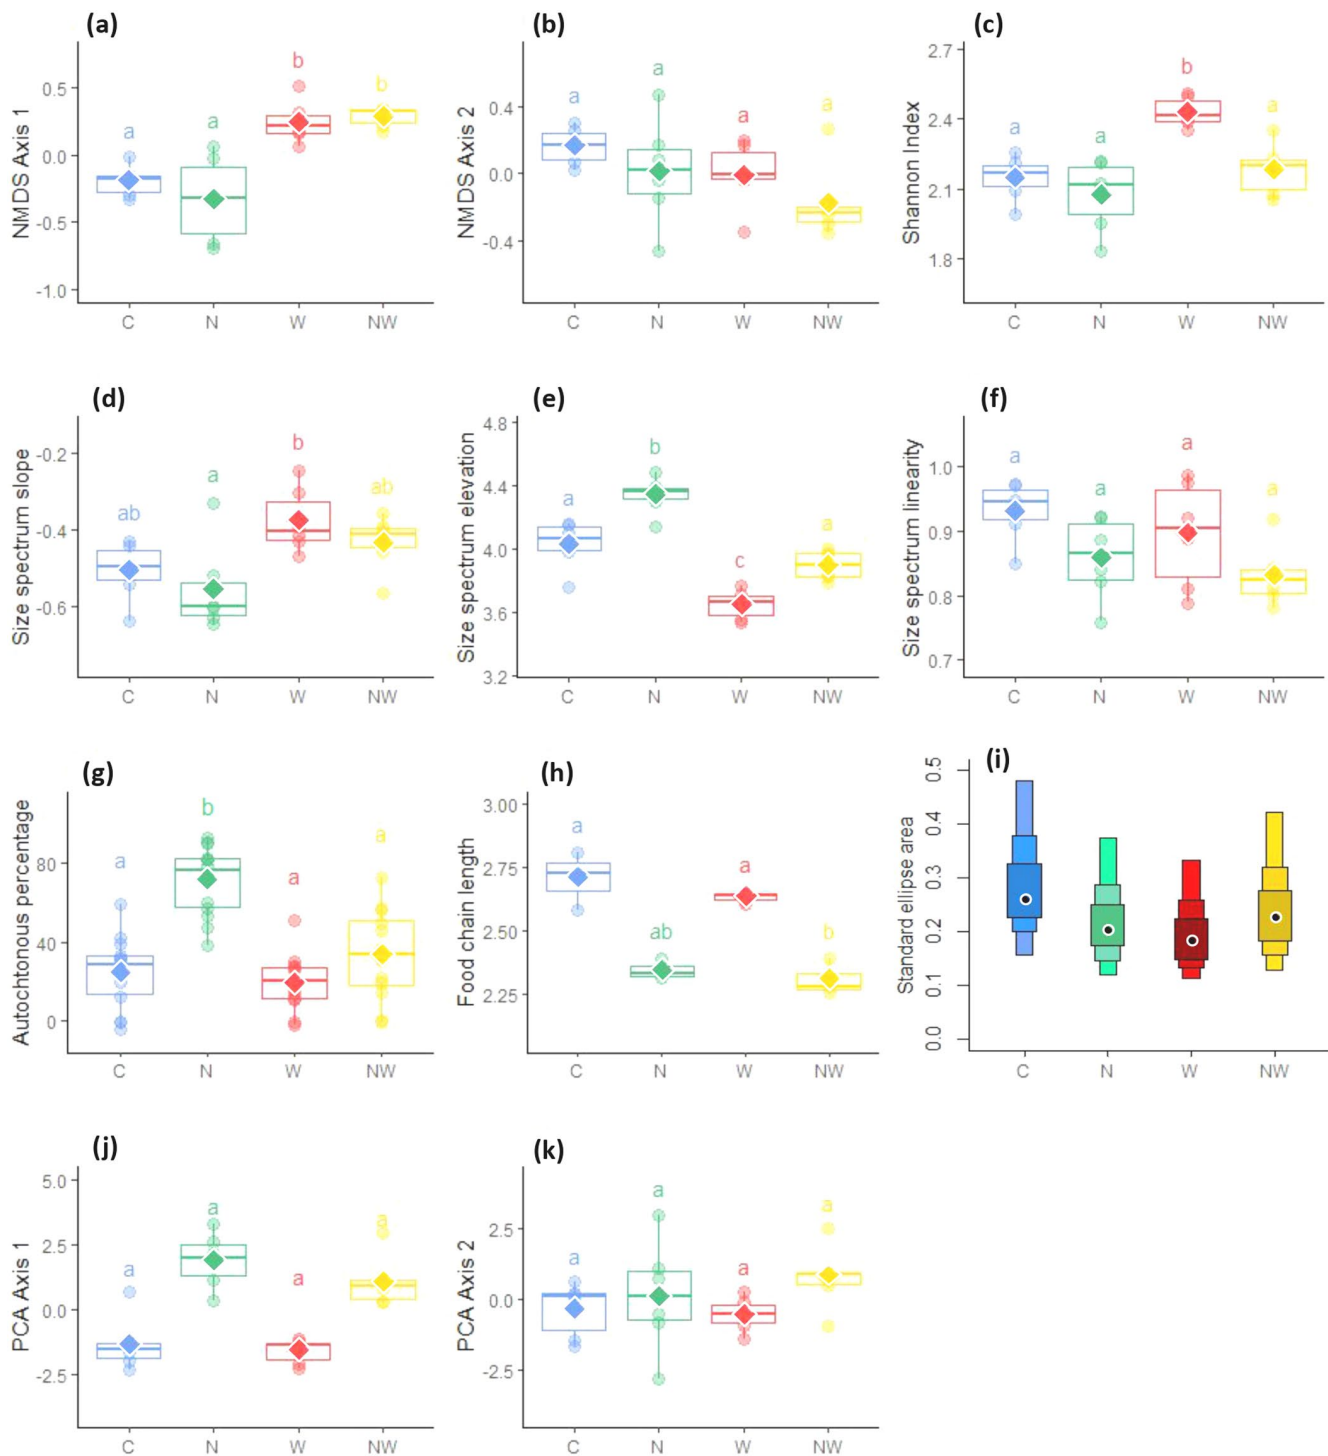 (a)
(b)
(c)
NMDS Axis 1
0.5
0.0
-0.5
-1.0
a
a
b
b
C
N
W
NW
NMDS Axis 2
0.4
0.0
-0.4
a
a
a
a
C
N
W
NW
Shannon Index
2.7
2.4
2.1
1.8
a
a
b
a
C
N
W
NW
(d)
(e)
(f)
Size spectrum slope
-0.2
-0.4
-0.6
ab
a
b
ab
C
N
W
NW
Size spectrum elevation
4.8
4.4
4.0
3.6
3.2
a
b
c
a
C
N
W
NW
Size spectrum linearity
1.0
0.9
0.8
0.7
a
a
a
a
C
N
W
NW
(g)
(h)
(i)
Autochtonous percentage
80
40
0
a
b
a
a
C
N
W
NW
Food chain length
3.00
2.75
2.50
2.25
a
ab
a
b
C
N
W
NW
Standard ellipse area
0.5
0.4
0.3
0.2
0.1
0.0
C
N
W
NW
(j)
(k)
PCA Axis 1
5.0
2.5
0.0
-2.5
a
a
a
a
C
N
W
NW
PCA Axis 2
2.5
0.0
-2.5
a
a
a
a
C
N
W
NW